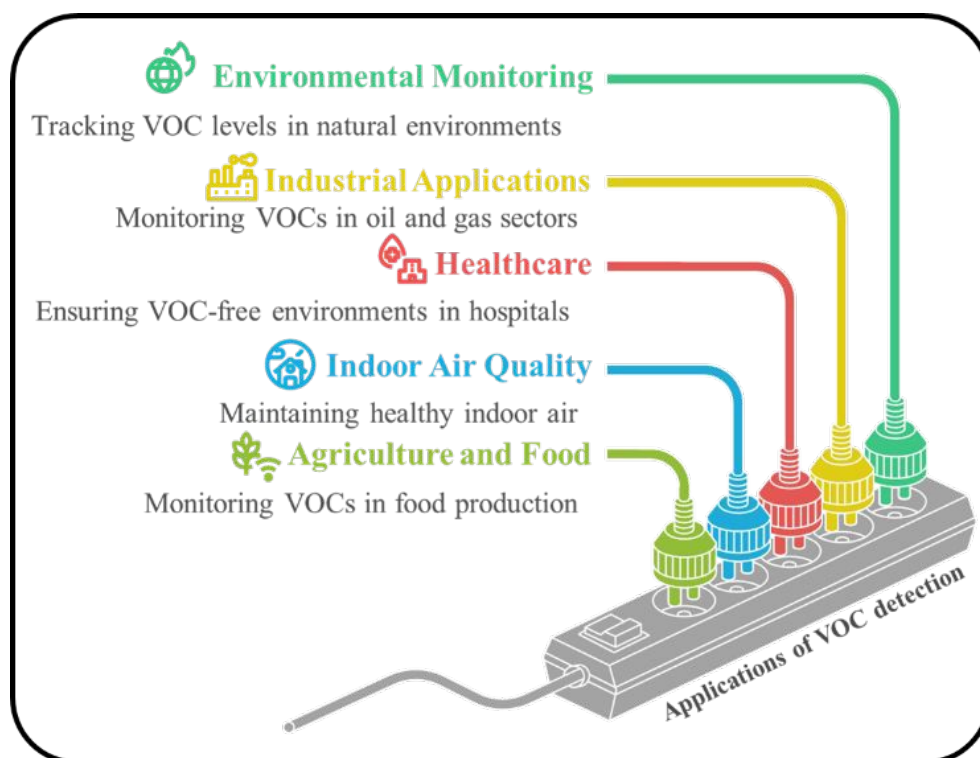 Environmental Monitoring
Tracking VOC levels in natural environments
Industrial Applications
Monitoring VOCs in oil and gas sectors
Healthcare
Ensuring VOC-free environments in hospitals
Indoor Air Quality
Maintaining healthy indoor air
Agriculture and Food
Monitoring VOCs in food production
Applications of VOC detection